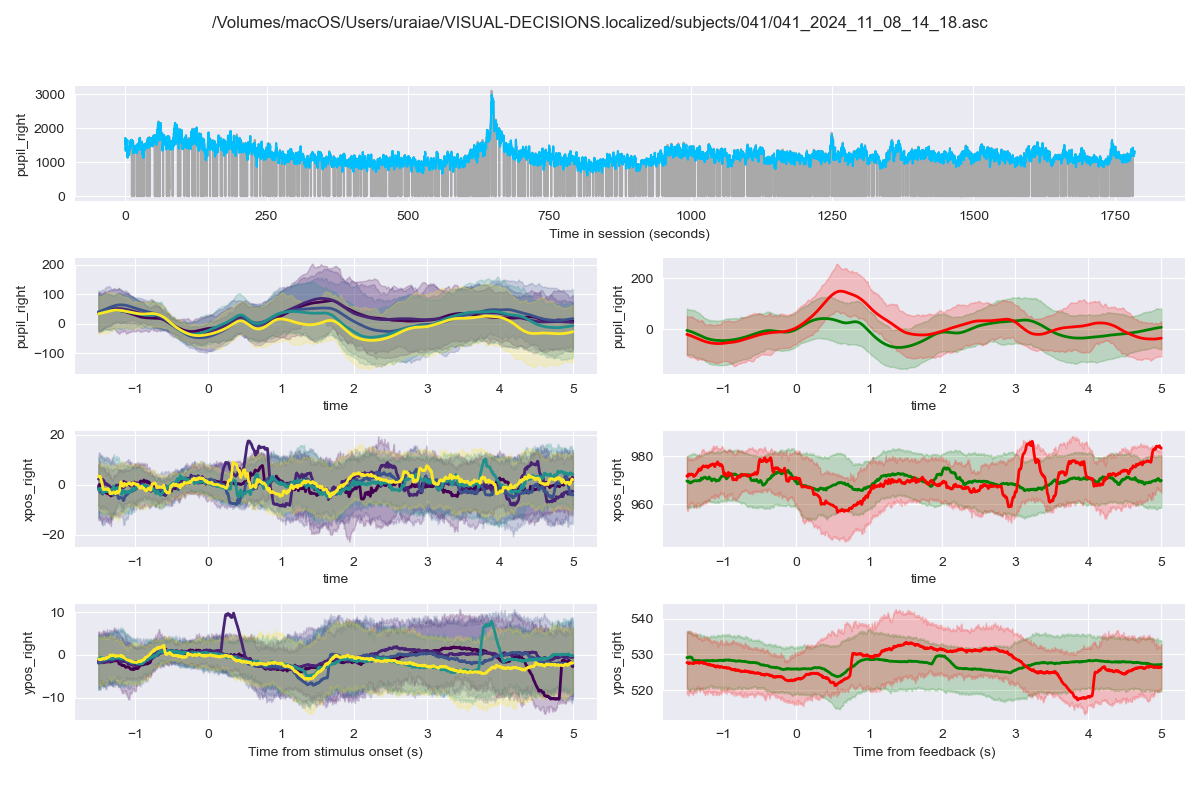 /Volumes/macOS/Users/uraiae/VISUAL-DECISIONS.localized/subjects/041/041_2024_11_08_14_18.asc
pupil_right
3000
2000
1000
0
0 250 500 750 1000 1250 1500 1750
Time in session (seconds)
pupil_right
200
100
0
−100
−1 0 1 2 3 4 5
time
pupil_right
200
0
−1 0 1 2 3 4 5
time
xpos_right
20
0
−20
−1 0 1 2 3 4 5
time
xpos_right
980
960
−1 0 1 2 3 4 5
time
ypos_right
10
0
−10
−1 0 1 2 3 4 5
Time from stimulus onset (s)
ypos_right
540
530
520
−1 0 1 2 3 4 5
Time from feedback (s)